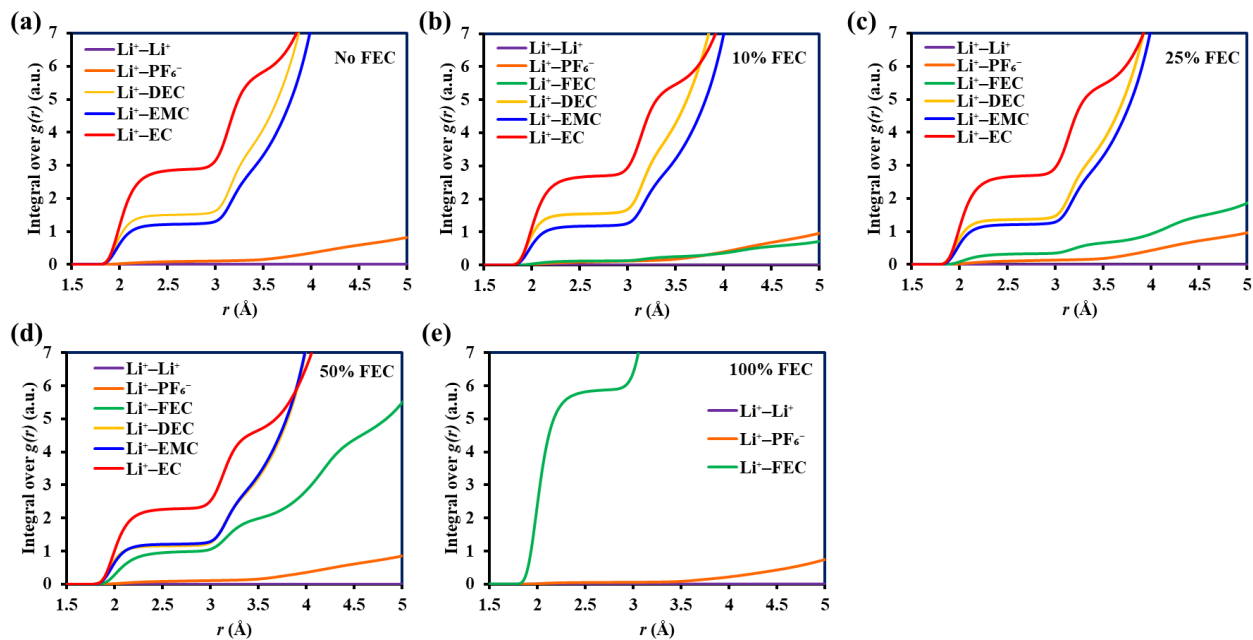 (a)
Integral over g(r) (a.u.)
7
6
5
4
3
2
1
0
Li⁺–Li⁺
Li⁺–PF₆⁻
Li⁺–DEC
Li⁺–EMC
Li⁺–EC
No FEC
1.5 2 2.5 3 3.5 4 4.5 5
r (Å)
(b)
Integral over g(r) (a.u.)
7
6
5
4
3
2
1
0
Li⁺–Li⁺
Li⁺–PF₆⁻
Li⁺–FEC
Li⁺–DEC
Li⁺–EMC
Li⁺–EC
10% FEC
1.5 2 2.5 3 3.5 4 4.5 5
r (Å)
(c)
Integral over g(r) (a.u.)
7
6
5
4
3
2
1
0
Li⁺–Li⁺
Li⁺–PF₆⁻
Li⁺–FEC
Li⁺–DEC
Li⁺–EMC
Li⁺–EC
25% FEC
1.5 2 2.5 3 3.5 4 4.5 5
r (Å)
(d)
Integral over g(r) (a.u.)
7
6
5
4
3
2
1
0
Li⁺–Li⁺
Li⁺–PF₆⁻
Li⁺–FEC
Li⁺–DEC
Li⁺–EMC
Li⁺–EC
50% FEC
1.5 2 2.5 3 3.5 4 4.5 5
r (Å)
(e)
Integral over g(r) (a.u.)
7
6
5
4
3
2
1
0
100% FEC
Li⁺–Li⁺
Li⁺–PF₆⁻
Li⁺–FEC
1.5 2 2.5 3 3.5 4 4.5 5
r (Å)